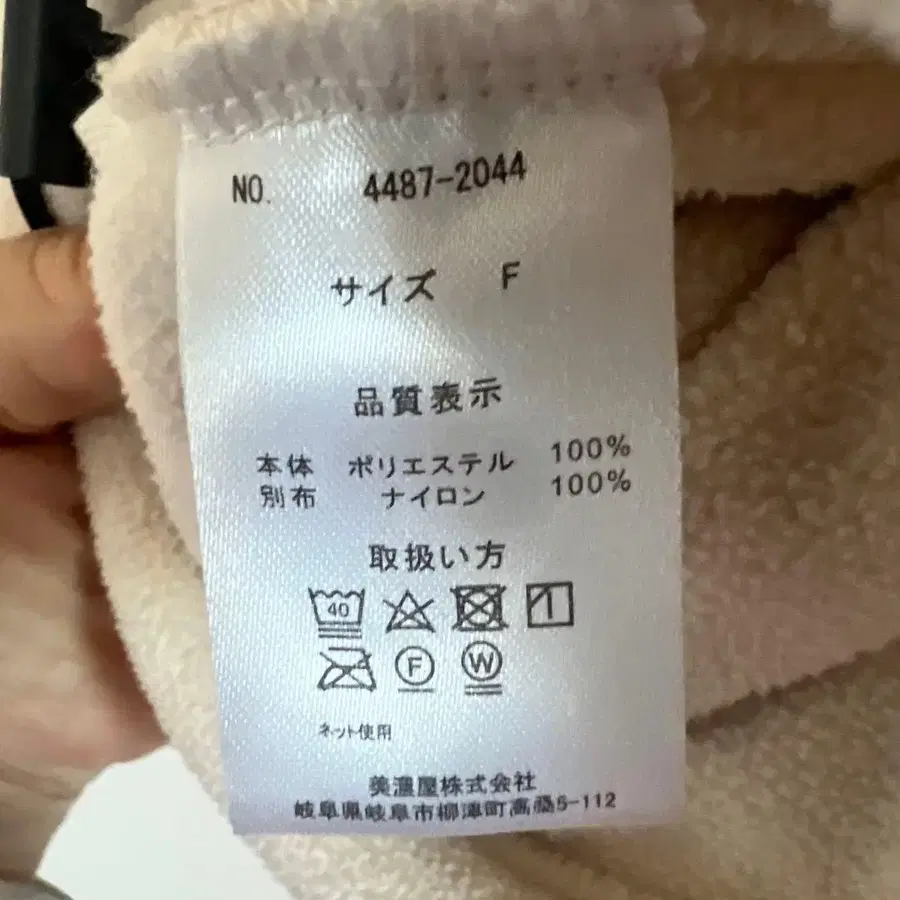 NO. 4487-2044
サイズ F
品質表示
本体 ポリエステル 100%
別布 ナイロン 100%
取扱い方
40
F W
ネット使用
美濃屋株式会社
岐阜県岐阜市柳津町高桑5-112